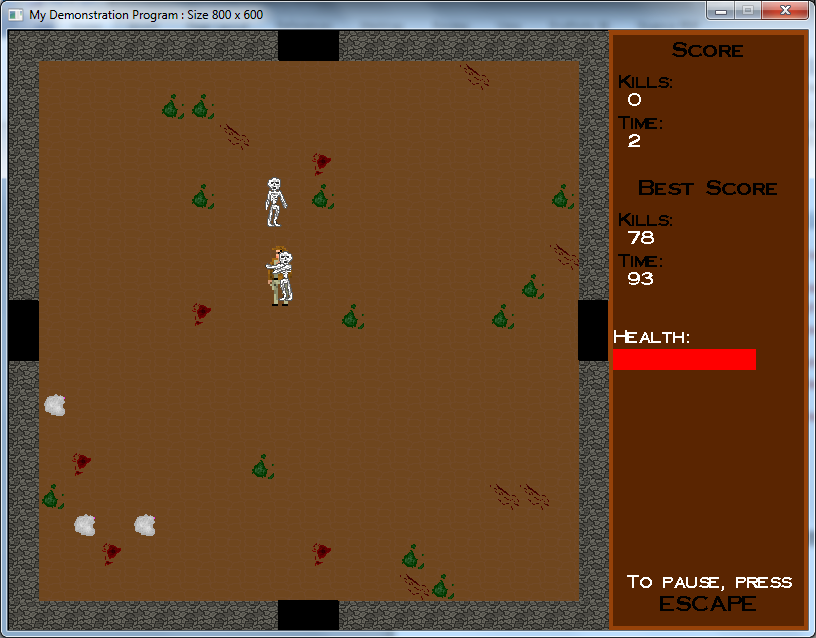 My Demonstration Program : Size 800 x 600
Score
Kills:
0
Time:
2
Best Score
Kills:
78
Time:
93
Health:
To pause, press
ESCAPE